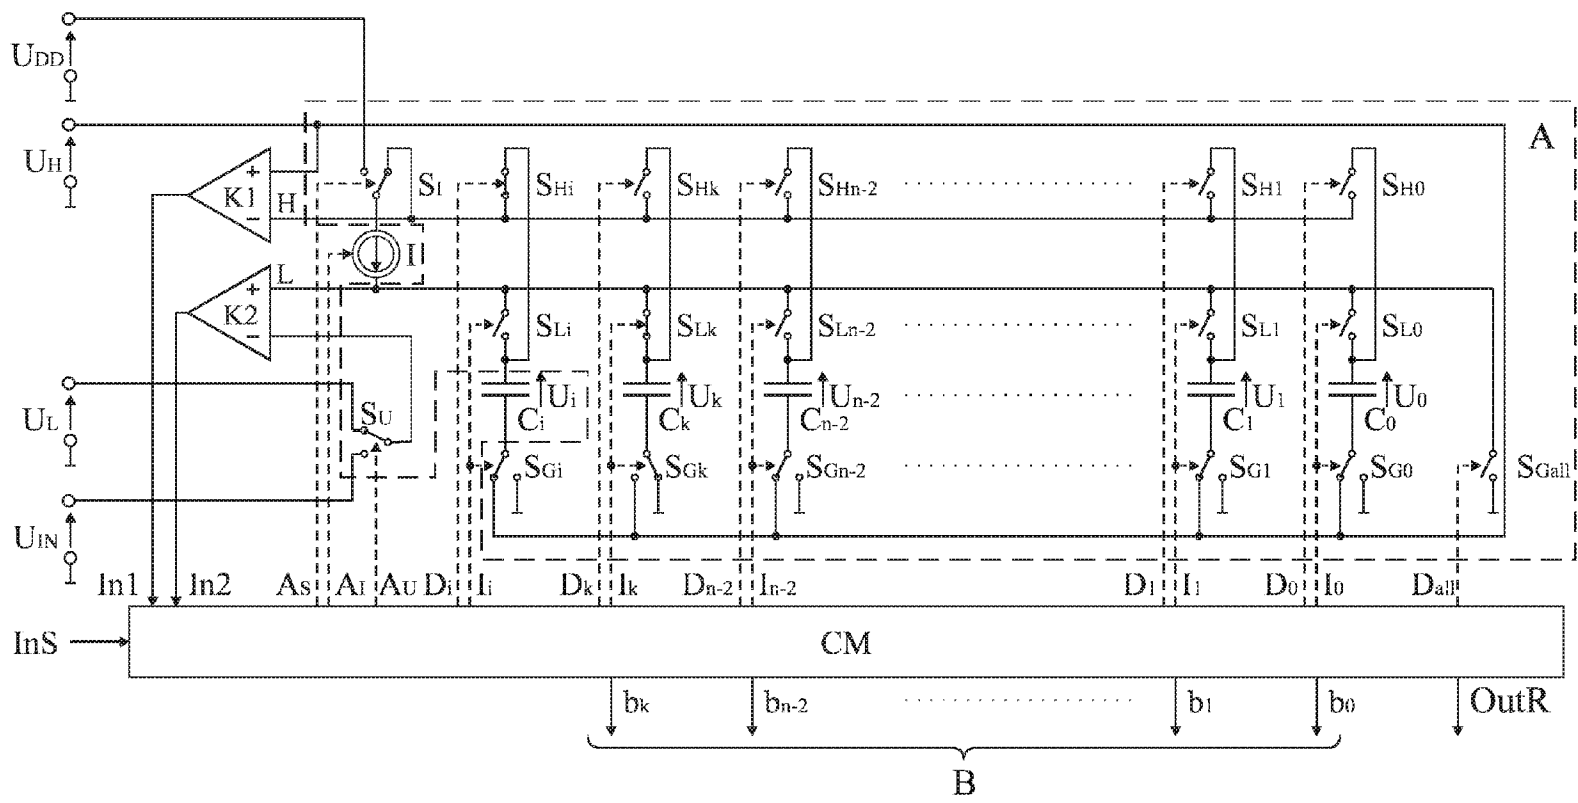 UDD
A
UH
K1
H
SI
SHi
SHk
SHn-2
SH1
SH0
I
L
K2
SLi
SLk
SLn-2
SL1
SL0
UL
SU
Ci
Ui
Ck
Uk
Cn-2
Un-2
C1
U1
C0
U0
SGi
SGk
SGn-2
SG1
SG0
SGall
UIN
In1 In2 As AI AU Di Ii Dk Ik Dn-2 In-2 D1 I1 D0 I0 Dall
InS
CM
bk bn-2 b1 b0 OutR
B